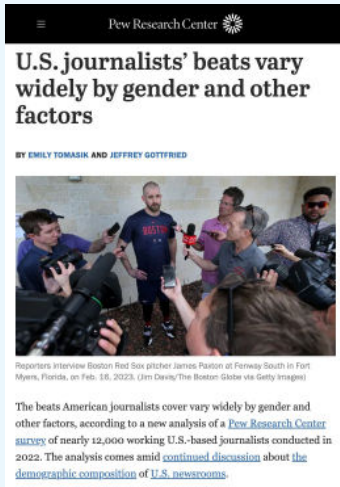 Pew Research Center
U.S. journalists' beats vary
widely by gender and other
factors
BY EMILY TOMASIK AND JEFFREY GOTTFRIED
BOSTON
Reporters interview Boston Red Sox pitcher James Paxton at Fenway South in Fort
Myers, Florida, on Feb. 16, 2023. (Jim Davis/The Boston Globe via Getty Images)
The beats American journalists cover vary widely by gender and
other factors, according to a new analysis of a Pew Research Center
survey of nearly 12,000 working U.S.-based journalists conducted in
2022. The analysis comes amid continued discussion about the
demographic composition of U.S. newsrooms.